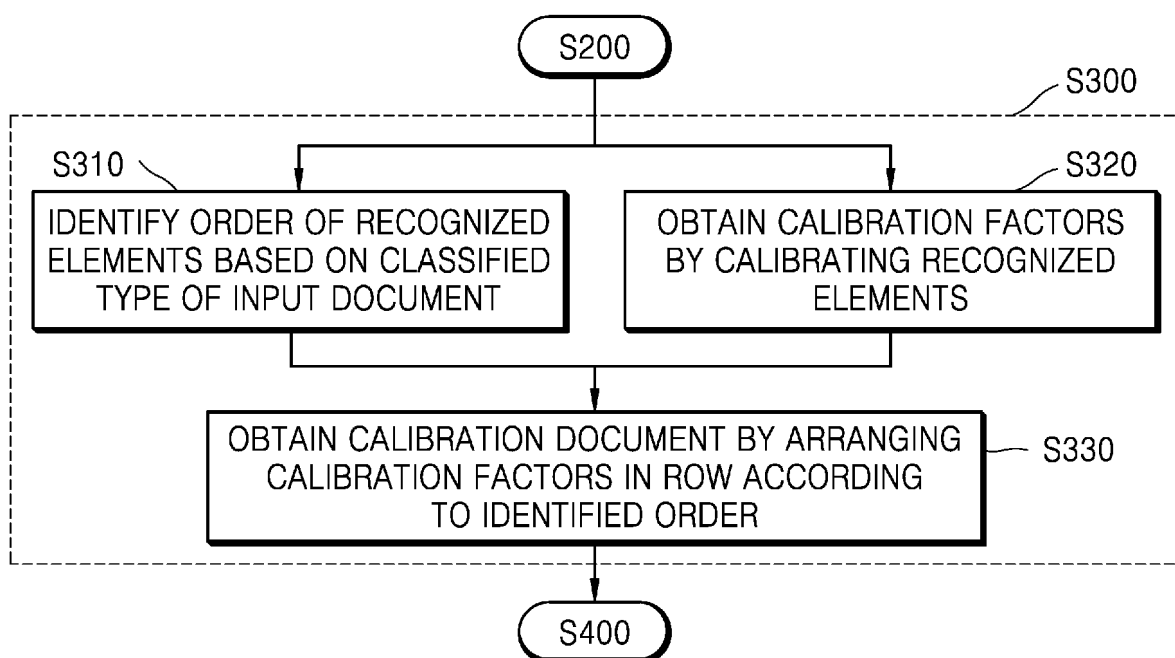 S200
S300
S310
S320
IDENTIFY ORDER OF RECOGNIZED
ELEMENTS BASED ON CLASSIFIED
TYPE OF INPUT DOCUMENT
OBTAIN CALIBRATION FACTORS
BY CALIBRATING RECOGNIZED
ELEMENTS
OBTAIN CALIBRATION DOCUMENT BY ARRANGING
CALIBRATION FACTORS IN ROW ACCORDING
TO IDENTIFIED ORDER
S330
S400